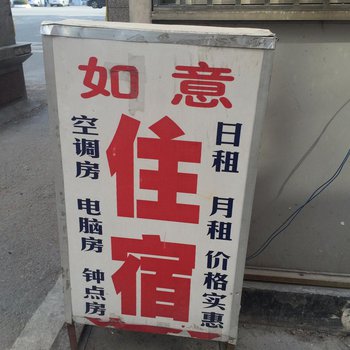 如意
住宿
空调房 电脑房 钟点房
日租 月租 价格实惠